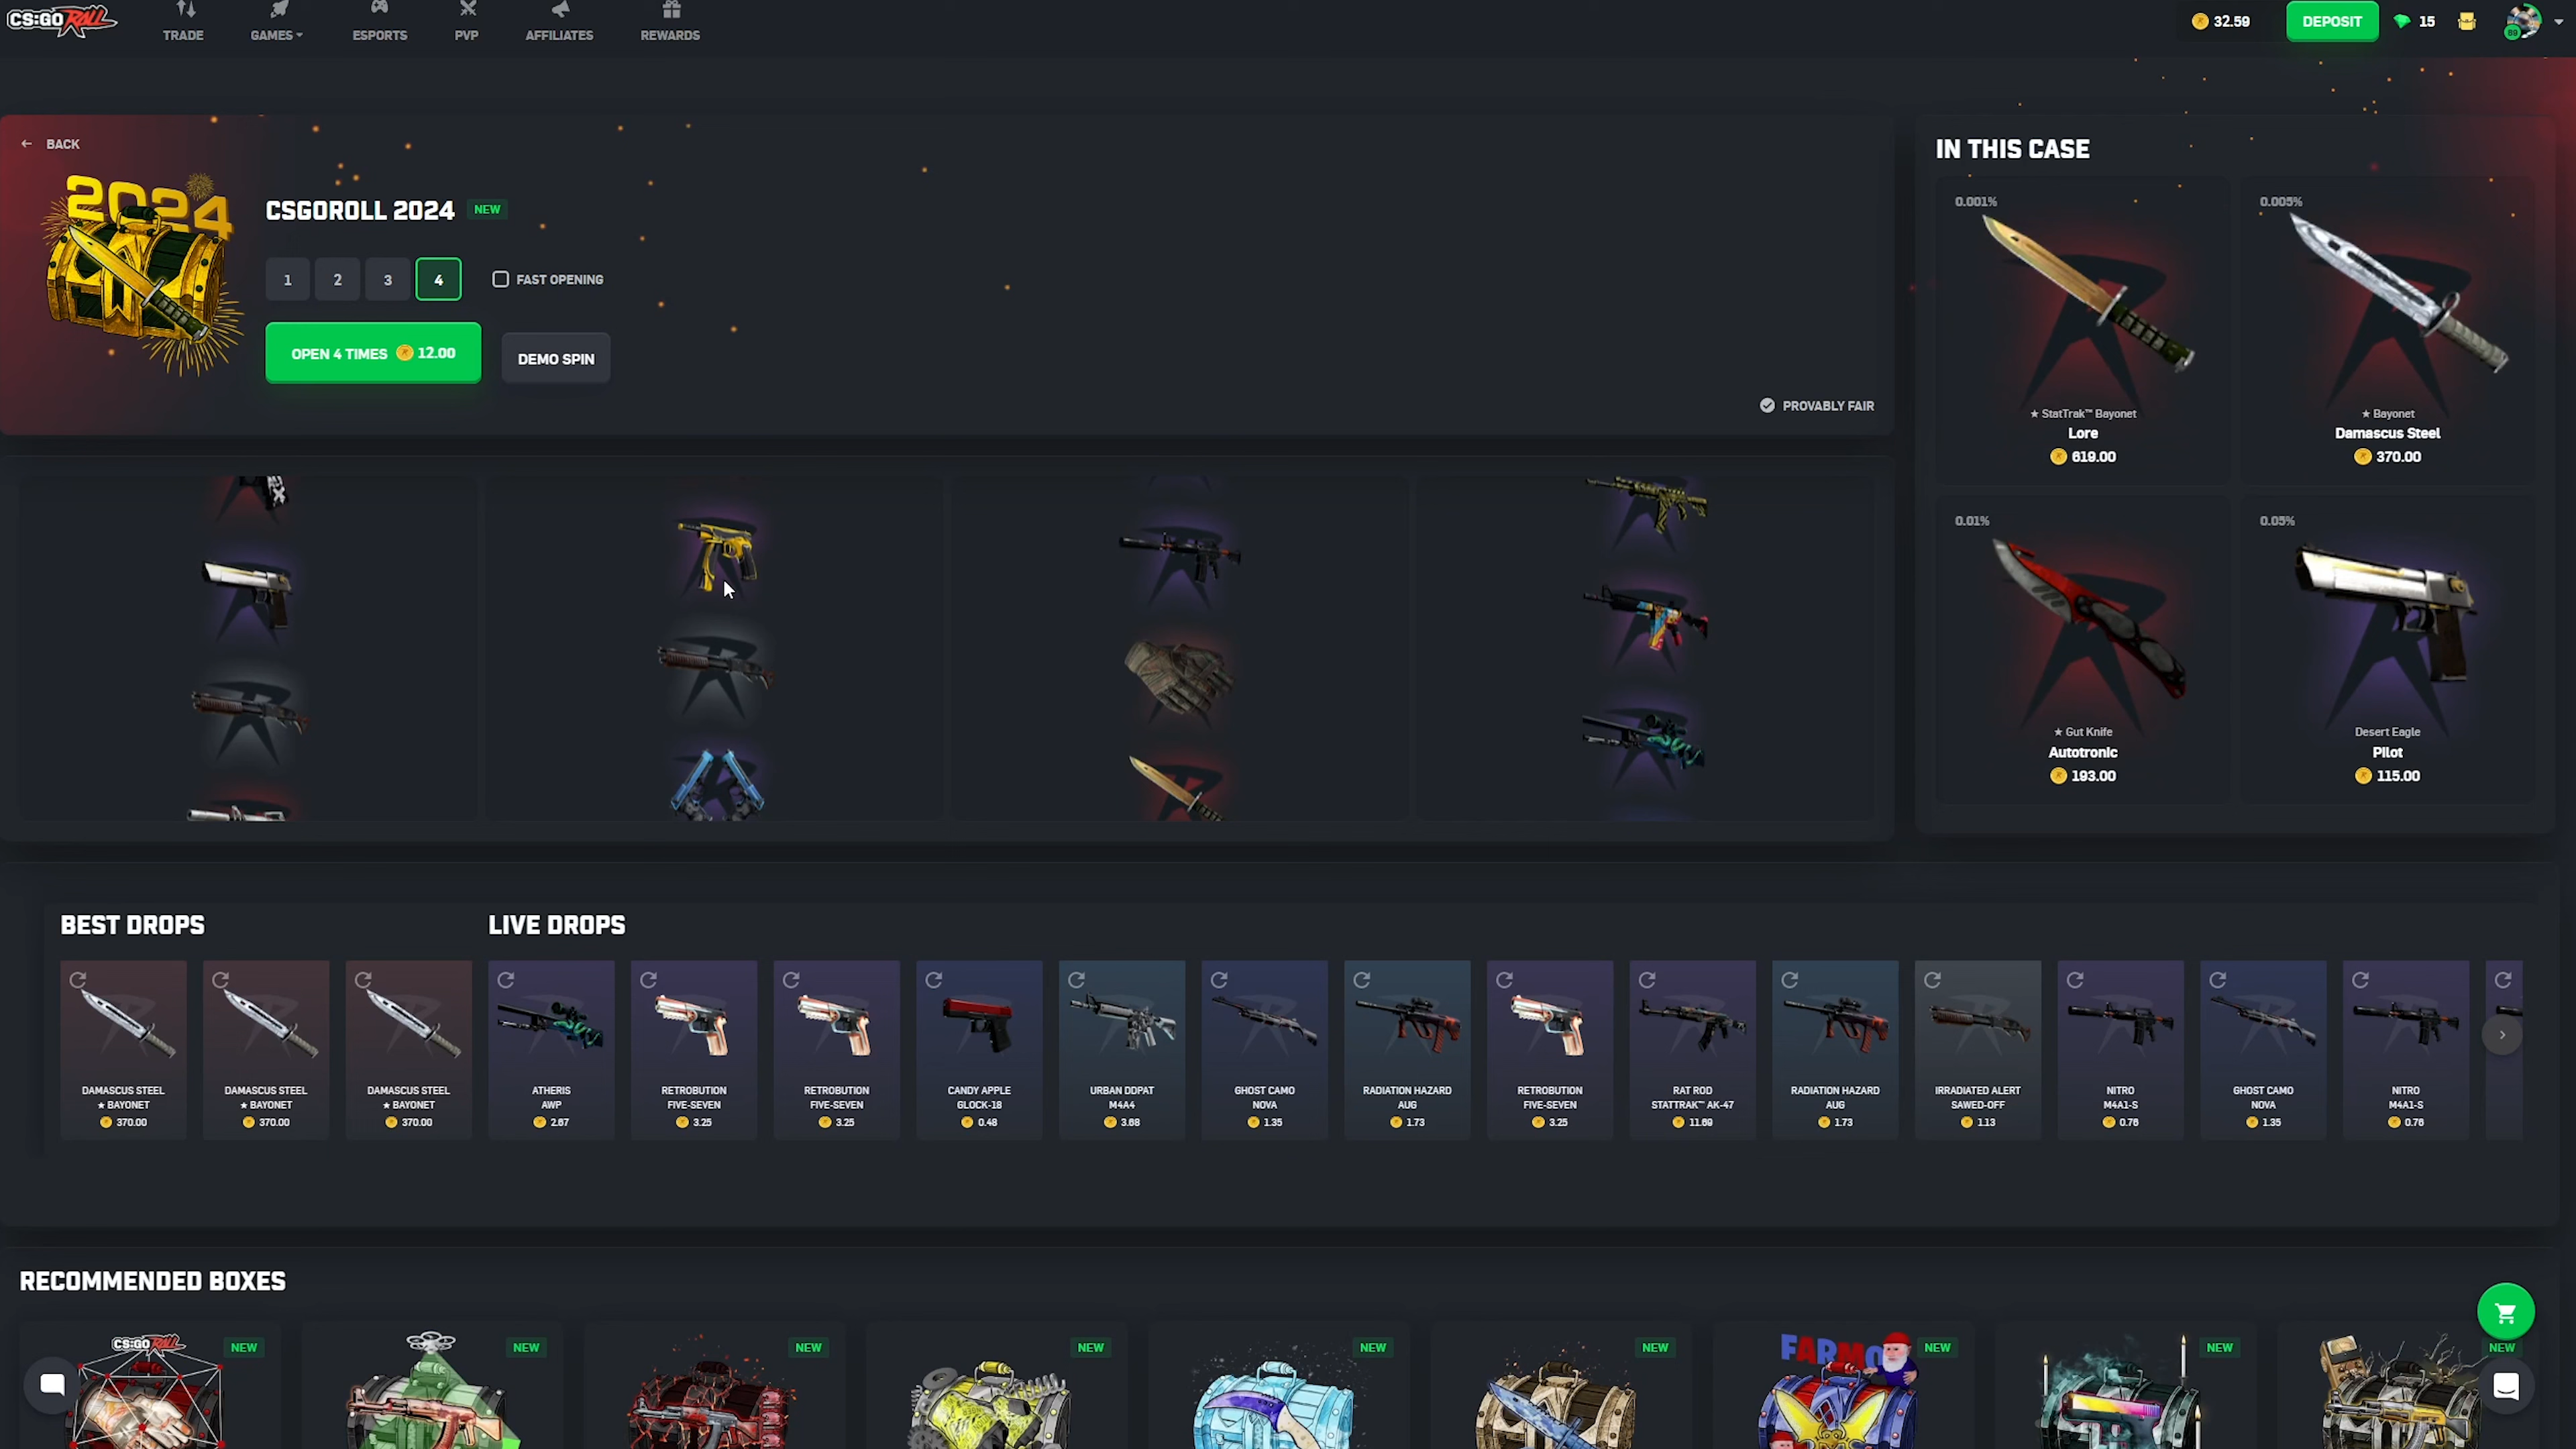 CS:GO ROLL
TRADE
GAMES
ESPORTS
PVP
AFFILIATES
REWARDS
32.59
DEPOSIT
15
89
BACK
2024
CSGOROLL 2024 NEW
1 2 3 4 FAST OPENING
OPEN 4 TIMES 12.00
DEMO SPIN
PROVABLY FAIR
IN THIS CASE
0.001%
★ StatTrak™ Bayonet
Lore
619.00
0.005%
★ Bayonet
Damascus Steel
370.00
0.01%
★ Gut Knife
Autotronic
193.00
0.05%
Desert Eagle
Pilot
115.00
BEST DROPS
DAMASCUS STEEL
★ BAYONET
370.00
DAMASCUS STEEL
★ BAYONET
370.00
DAMASCUS STEEL
★ BAYONET
370.00
LIVE DROPS
ATHERIS
AWP
2.67
RETROBUTION
FIVE-SEVEN
3.25
RETROBUTION
FIVE-SEVEN
3.25
CANDY APPLE
GLOCK-18
0.48
URBAN DDPAT
M4A4
3.68
GHOST CAMO
NOVA
1.35
RADIATION HAZARD
AUG
1.73
RETROBUTION
FIVE-SEVEN
3.25
RAT ROD
STATTRAK™ AK-47
11.69
RADIATION HAZARD
AUG
1.73
IRRADIATED ALERT
SAWED-OFF
1.13
NITRO
M4A1-S
0.76
GHOST CAMO
NOVA
1.35
NITRO
M4A1-S
0.76
RECOMMENDED BOXES
CS:GO ROLL
NEW
NEW
NEW
NEW
NEW
NEW
NEW
NEW
NEW